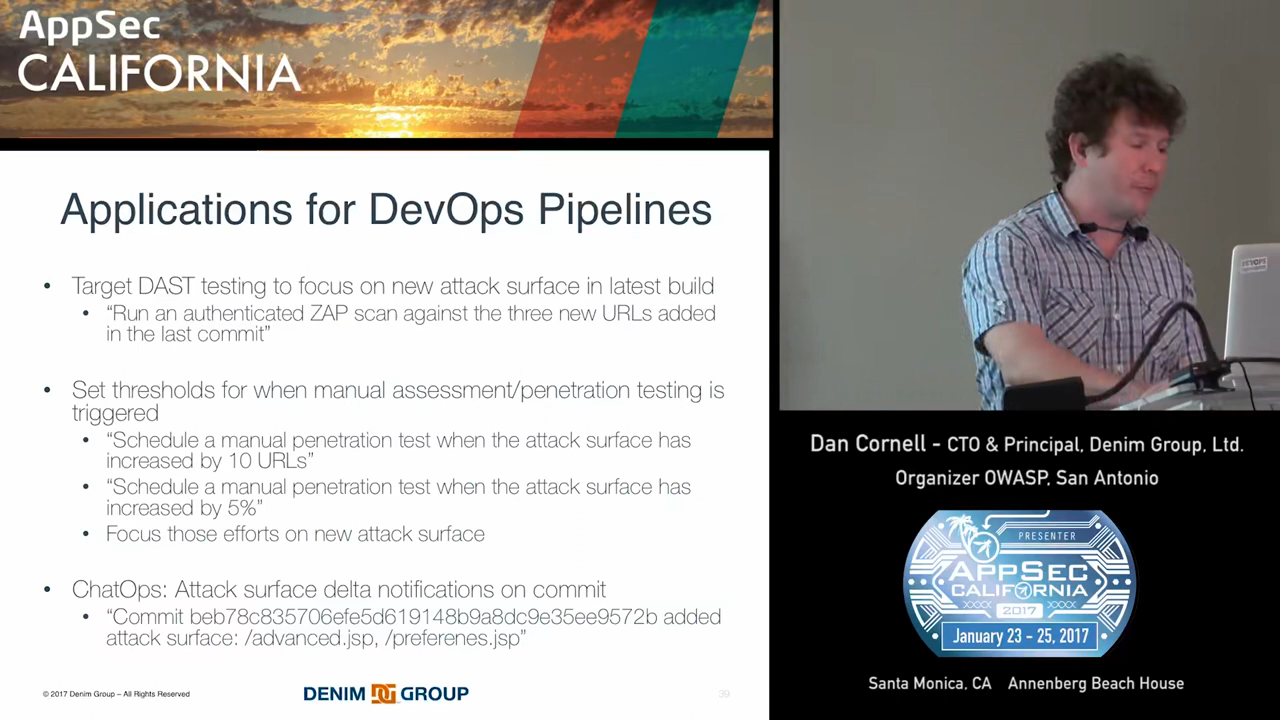 AppSec
CALIFORNIA
Applications for DevOps Pipelines
• Target DAST testing to focus on new attack surface in latest build
• “Run an authenticated ZAP scan against the three new URLs added
in the last commit”
• Set thresholds for when manual assessment/penetration testing is
triggered
• “Schedule a manual penetration test when the attack surface has
increased by 10 URLs”
• “Schedule a manual penetration test when the attack surface has
increased by 5%”
• Focus those efforts on new attack surface
• ChatOps: Attack surface delta notifications on commit
• “Commit beb78c835706efe5d619148b9a8dc9e35ee9572b added
attack surface: /advanced.jsp, /preferenes.jsp”
© 2017 Denim Group – All Rights Reserved
DENIM DG GROUP
39
Dan Cornell - CTO & Principal, Denim Group, Ltd.
Organizer OWASP, San Antonio
PRESENTER
APPSEC
CALIFORNIA
2017
January 23 - 25, 2017
Santa Monica, CA Annenberg Beach House